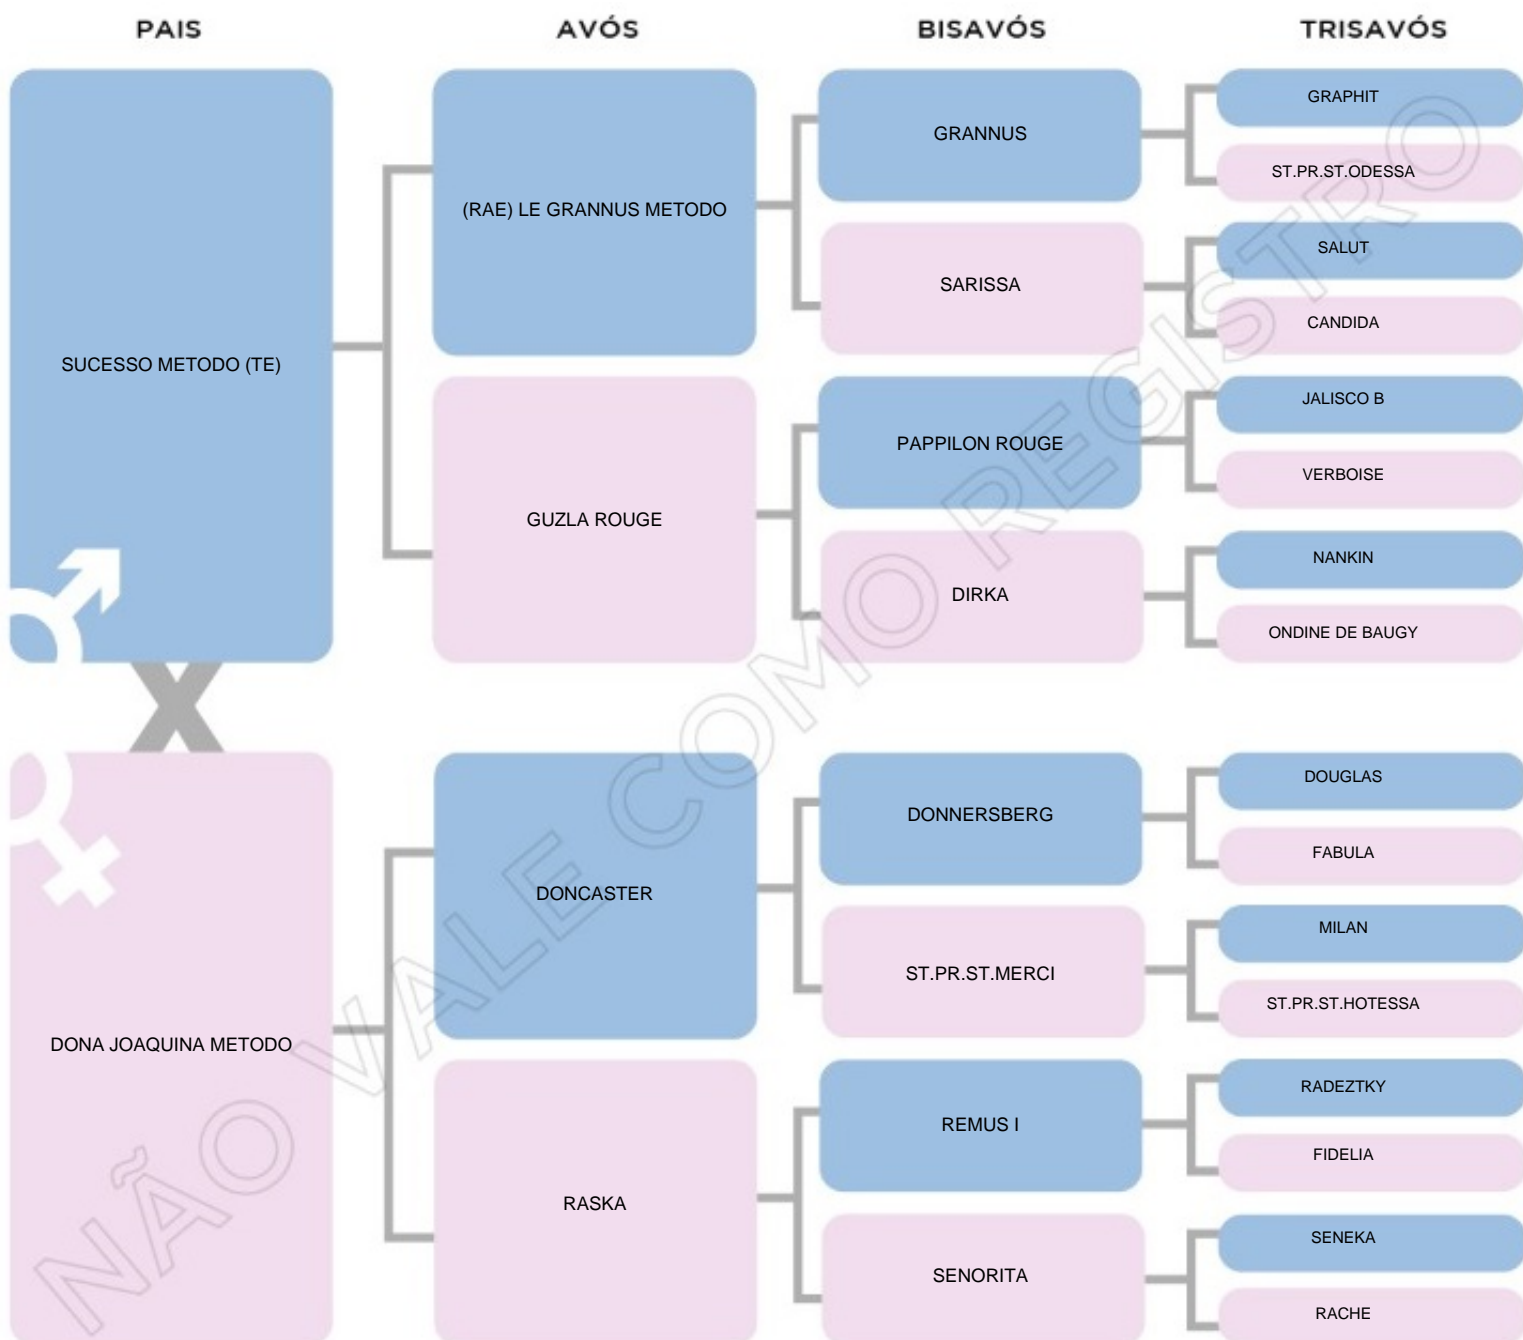 PAIS
AVÓS
BISAVÓS
TRISAVÓS
SUCESSO METODO (TE)
(RAE) LE GRANNUS METODO
GRANNUS
GRAPHIT
ST.PR.ST.ODESSA
SARISSA
SALUT
CANDIDA
GUZLA ROUGE
PAPPILON ROUGE
JALISCO B
VERBOISE
DIRKA
NANKIN
ONDINE DE BAUGY
X
DONA JOAQUINA METODO
DONCASTER
DONNERSBERG
DOUGLAS
FABULA
ST.PR.ST.MERCI
MILAN
ST.PR.ST.HOTESSA
RASKA
REMUS I
RADEZTKY
FIDELIA
SENORITA
SENEKA
RACHE
NÃO VALE COMO REGISTRO